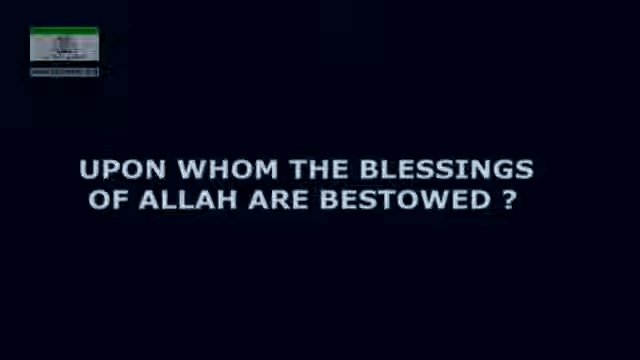 UPON WHOM THE BLESSINGS
OF ALLAH ARE BESTOWED ?